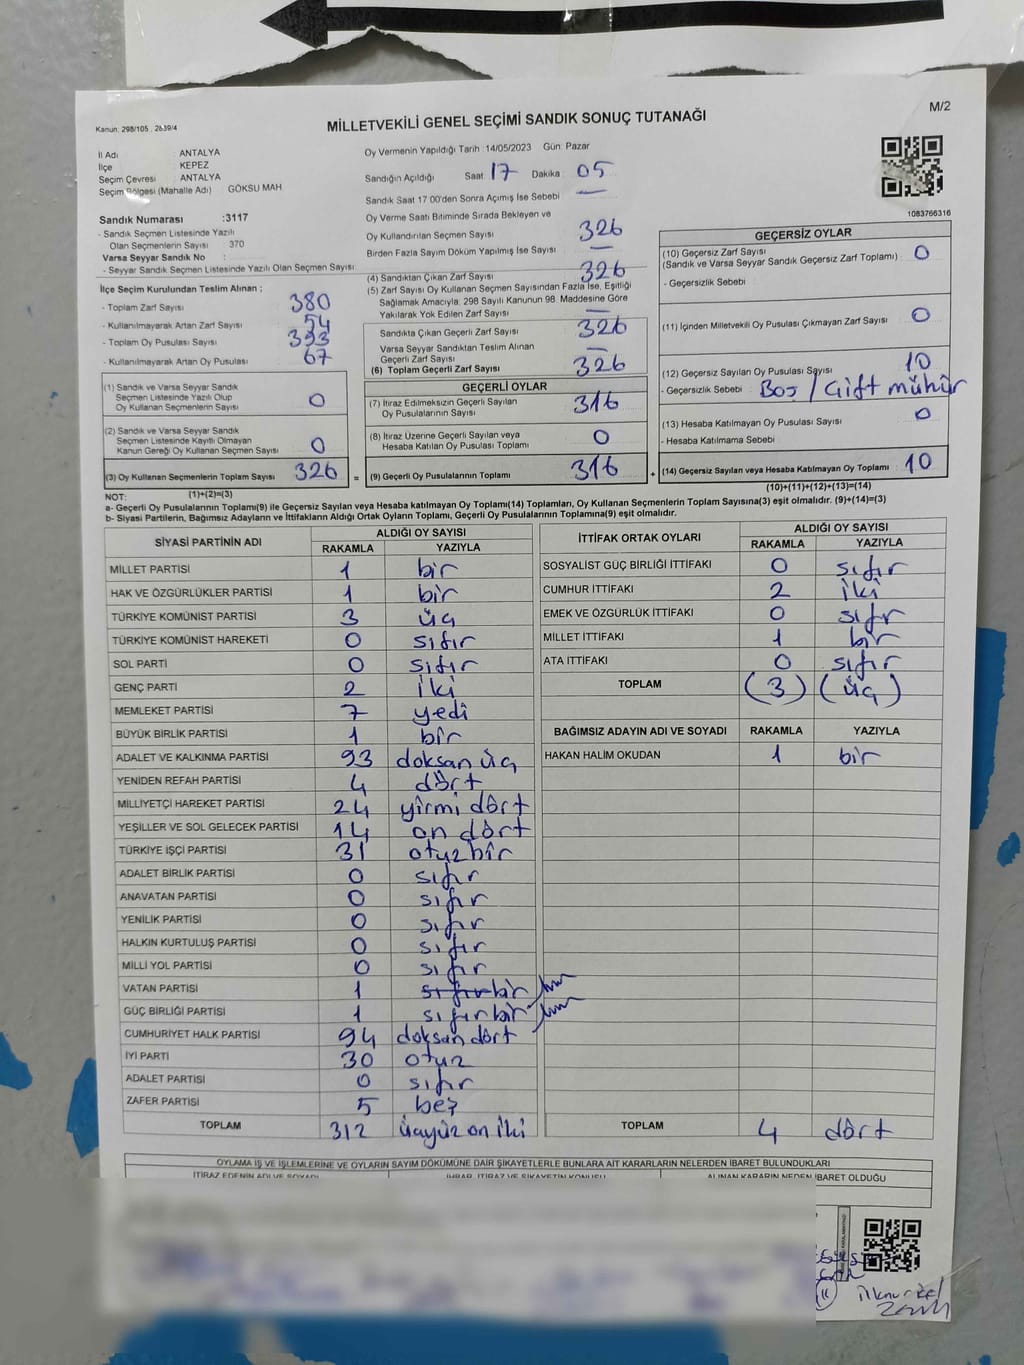 Kanun: 298/105 , 2839/4
MİLLETVEKİLİ GENEL SEÇİMİ SANDIK SONUÇ TUTANAĞI
M/2
İl Adı : ANTALYA
İlçe : KEPEZ
Seçim Çevresi : ANTALYA
Seçim Bölgesi (Mahalle Adı) GÖKSU MAH
Sandık Numarası :3117
- Sandık Seçmen Listesinde Yazılı
Olan Seçmenlerin Sayısı 370
Varsa Seyyar Sandık No :
- Seyyar Sandık Seçmen Listesinde Yazılı Olan Seçmen Sayısı
İlçe Seçim Kurulundan Teslim Alınan ;
- Toplam Zarf Sayısı 380
- Kullanılmayarak Artan Zarf Sayısı 54
- Toplam Oy Pusulası Sayısı 393
- Kullanılmayarak Artan Oy Pusulası 67
Oy Vermenin Yapıldığı Tarih :14/05/2023 Gün: Pazar
Sandığın Açıldığı Saat: 17 Dakika: 05
Sandık Saat 17:00'den Sonra Açımış İse Sebebi —
Oy Verme Saati Bitiminde Sırada Bekleyen ve
Oy Kullandırılan Seçmen Sayısı 326
Birden Fazla Sayım Döküm Yapılmış İse Sayısı —
(4) Sandıktan Çıkan Zarf Sayısı 326
(5) Zarf Sayısı Oy Kullanan Seçmen Sayısından Fazla İse, Eşitliği
Sağlamak Amacıyla, 298 Sayılı Kanunun 98. Maddesine Göre
Yakılarak Yok Edilen Zarf Sayısı —
Sandıkta Çıkan Geçerli Zarf Sayısı 326
Varsa Seyyar Sandıktan Teslim Alınan
Geçerli Zarf Sayısı —
(6) Toplam Geçerli Zarf Sayısı 326
1083766316
GEÇERSİZ OYLAR
(10) Geçersiz Zarf Sayısı 0
(Sandık ve Varsa Seyyar Sandık Geçersiz Zarf Toplamı)
- Geçersizlik Sebebi
(11) İçinden Milletvekili Oy Pusulası Çıkmayan Zarf Sayısı 0
(12) Geçersiz Sayılan Oy Pusulası Sayısı 10
- Geçersizlik Sebebi : Boş / Çift mühür
(13) Hesaba Katılmayan Oy Pusulası Sayısı 0
- Hesaba Katılmama Sebebi
(14) Geçersiz Sayılan veya Hesaba Katılmayan Oy Toplamı 10
(10)+(11)+(12)+(13)=(14)
(1) Sandık ve Varsa Seyyar Sandık
Seçmen Listesinde Yazılı Olup
Oy Kullanan Seçmenlerin Sayısı 0
(2) Sandık ve Varsa Seyyar Sandık
Seçmen Listesinde Kayıtlı Olmayan
Kanun Gereği Oy Kullanan Seçmen Sayısı 0
(3) Oy Kullanan Seçmenlerin Toplam Sayısı 326 =
(1)+(2)=(3)
GEÇERLİ OYLAR
(7) İtiraz Edilmeksizin Geçerli Sayılan
Oy Pusulalarının Sayısı 316
(8) İtiraz Üzerine Geçerli Sayılan veya
Hesaba Katılan Oy Pusulası Toplamı 0
(9) Geçerli Oy Pusulalarının Toplamı 316 +
NOT:
a- Geçerli Oy Pusulalarının Toplamı(9) ile Geçersiz Sayılan veya Hesaba katılmayan Oy Toplamı(14) Toplamları, Oy Kullanan Seçmenlerin Toplam Sayısına(3) eşit olmalıdır. (9)+(14)=(3)
b- Siyasi Partilerin, Bağımsız Adayların ve İttifakların Aldığı Ortak Oyların Toplamı, Geçerli Oy Pusulalarının Toplamına(9) eşit olmalıdır.
SİYASİ PARTİNİN ADI ALDIĞI OY SAYISI
RAKAMLA YAZIYLA
MİLLET PARTİSİ 1 bir
HAK VE ÖZGÜRLÜKLER PARTİSİ 1 bir
TÜRKİYE KOMÜNİST PARTİSİ 3 üç
TÜRKİYE KOMÜNİST HAREKETİ 0 sıfır
SOL PARTİ 0 sıfır
GENÇ PARTİ 2 iki
MEMLEKET PARTİSİ 7 yedi
BÜYÜK BİRLİK PARTİSİ 1 bir
ADALET VE KALKINMA PARTİSİ 93 doksan üç
YENİDEN REFAH PARTİSİ 4 dört
MİLLİYETÇİ HAREKET PARTİSİ 24 yirmi dört
YEŞİLLER VE SOL GELECEK PARTİSİ 14 on dört
TÜRKİYE İŞÇİ PARTİSİ 31 otuz bir
ADALET BİRLİK PARTİSİ 0 sıfır
ANAVATAN PARTİSİ 0 sıfır
YENİLİK PARTİSİ 0 sıfır
HALKIN KURTULUŞ PARTİSİ 0 sıfır
MİLLİ YOL PARTİSİ 0 sıfır
VATAN PARTİSİ 1 sıfır bir
GÜÇ BİRLİĞİ PARTİSİ 1 sıfır bir
CUMHURİYET HALK PARTİSİ 94 doksan dört
İYİ PARTİ 30 otuz
ADALET PARTİSİ 0 sıfır
ZAFER PARTİSİ 5 beş
TOPLAM 312 üçyüz on iki
İTTİFAK ORTAK OYLARI ALDIĞI OY SAYISI
RAKAMLA YAZIYLA
SOSYALİST GÜÇ BİRLİĞİ İTTİFAKI 0 sıfır
CUMHUR İTTİFAKI 2 iki
EMEK VE ÖZGÜRLÜK İTTİFAKI 0 sıfır
MİLLET İTTİFAKI 1 bir
ATA İTTİFAKI 0 sıfır
TOPLAM (3) (üç)
BAĞIMSIZ ADAYIN ADI VE SOYADI RAKAMLA YAZIYLA
HAKAN HALİM OKUDAN 1 bir
TOPLAM 4 dört
OYLAMA İŞ VE İŞLEMLERİNE VE OYLARIN SAYIM DÖKÜMÜNE DAİR ŞİKAYETLERLE BUNLARA AİT KARARLARIN NELERDEN İBARET BULUNDUKLARI
İTİRAZ EDENİN ADI VE SOYADI İHBAR, İTİRAZ VE ŞİKAYETİN KONUSU ALINAN KARARIN NEDEN İBARET OLDUĞU